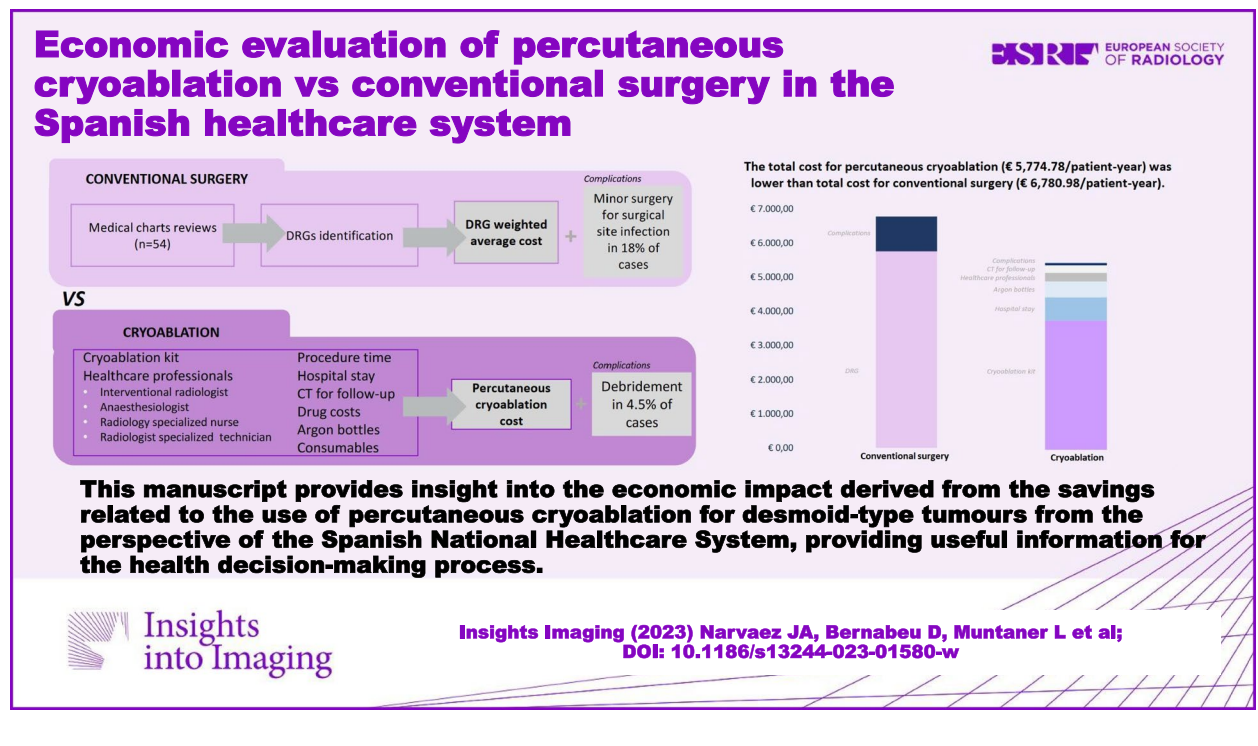 Economic evaluation of percutaneous
cryoablation vs conventional surgery in the
Spanish healthcare system
EUROPEAN SOCIETY
OF RADIOLOGY
CONVENTIONAL SURGERY
Medical charts reviews
(n=54)
DRGs identification
DRG weighted
average cost
+
Complications
Minor surgery
for surgical
site infection
in 18% of
cases
VS
CRYOABLATION
Cryoablation kit
Healthcare professionals
• Interventional radiologist
• Anaesthesiologist
• Radiology specialized nurse
• Radiologist specialized technician
Procedure time
Hospital stay
CT for follow-up
Drug costs
Argon bottles
Consumables
Percutaneous
cryoablation
cost
+
Complications
Debridement
in 4.5% of
cases
The total cost for percutaneous cryoablation (€ 5,774.78/patient-year) was
lower than total cost for conventional surgery (€ 6,780.98/patient-year).
€ 7.000,00
€ 6.000,00
€ 5.000,00
€ 4.000,00
€ 3.000,00
€ 2.000,00
€ 1.000,00
€ 0,00
Complications
DRG
Conventional surgery
Complications
CT for follow-up
Healthcare professionals
Argon bottles
Hospital stay
Cryoablation kit
Cryoablation
This manuscript provides insight into the economic impact derived from the savings
related to the use of percutaneous cryoablation for desmoid-type tumours from the
perspective of the Spanish National Healthcare System, providing useful information for
the health decision-making process.
Insights
into Imaging
Insights Imaging (2023) Narvaez JA, Bernabeu D, Muntaner L et al;
DOI: 10.1186/s13244-023-01580-w